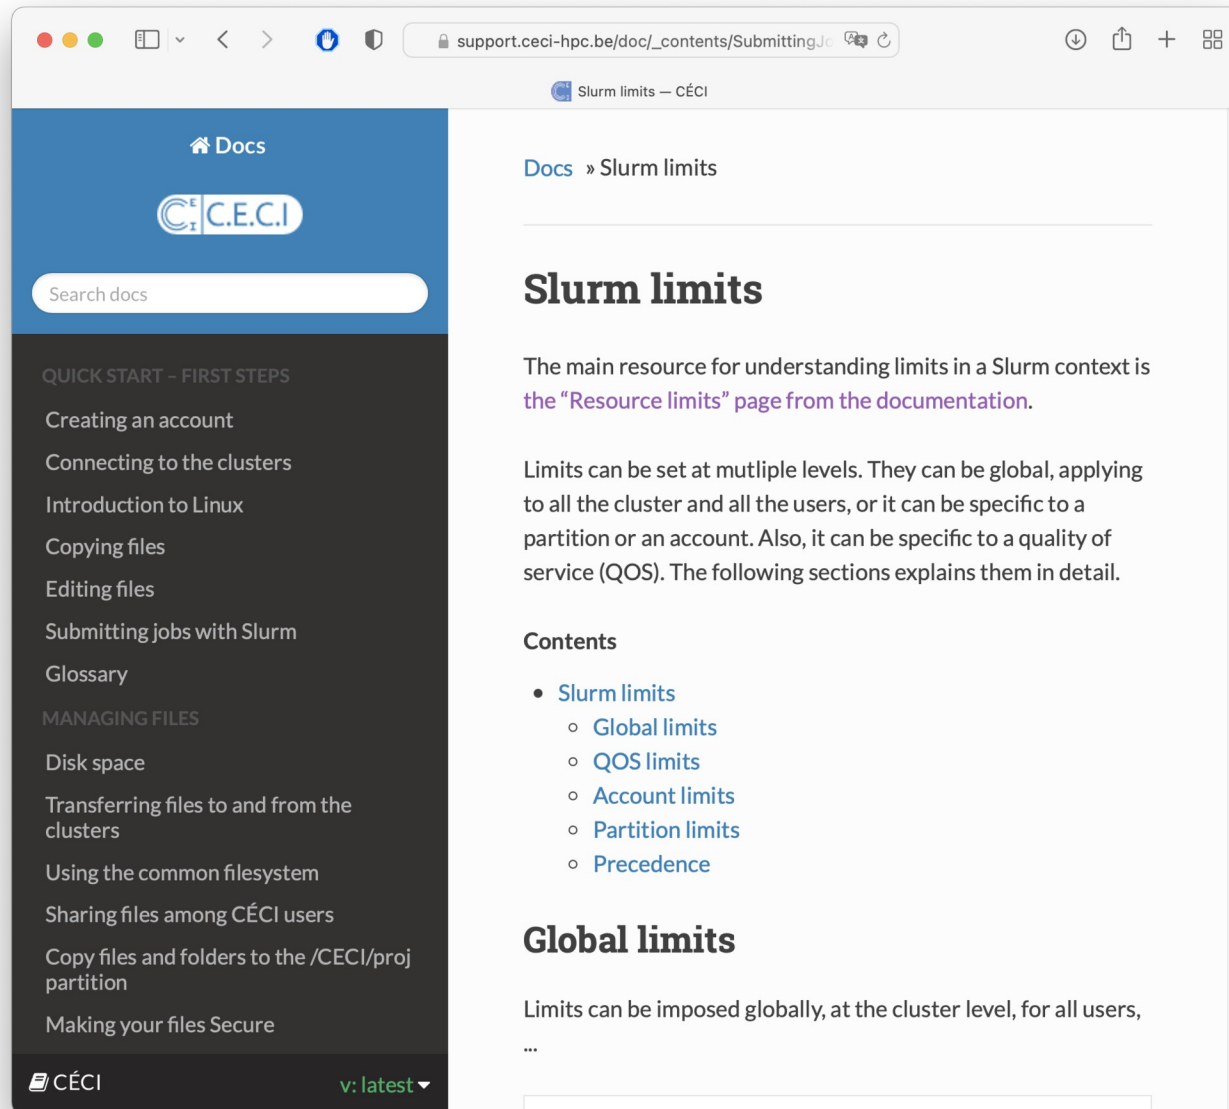 support.ceci-hpc.be/doc/_contents/SubmittingJo
Slurm limits — CÉCI
Docs
C.E.C.I
Search docs
QUICK START – FIRST STEPS
Creating an account
Connecting to the clusters
Introduction to Linux
Copying files
Editing files
Submitting jobs with Slurm
Glossary
MANAGING FILES
Disk space
Transferring files to and from the
clusters
Using the common filesystem
Sharing files among CÉCI users
Copy files and folders to the /CECI/proj
partition
Making your files Secure
CÉCI
v: latest
Docs » Slurm limits
Slurm limits
The main resource for understanding limits in a Slurm context is
the “Resource limits” page from the documentation.
Limits can be set at mutliple levels. They can be global, applying
to all the cluster and all the users, or it can be specific to a
partition or an account. Also, it can be specific to a quality of
service (QOS). The following sections explains them in detail.
Contents
• Slurm limits
◦ Global limits
◦ QOS limits
◦ Account limits
◦ Partition limits
◦ Precedence
Global limits
Limits can be imposed globally, at the cluster level, for all users,
...